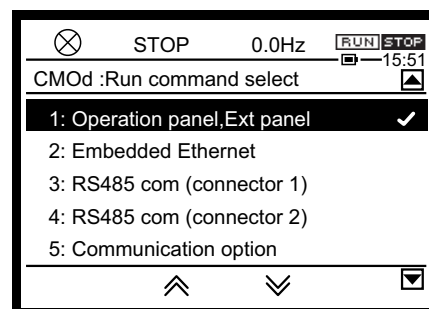 STOP 0.0Hz RUN STOP
15:51
CMOd :Run command select
1: Operation panel,Ext panel
2: Embedded Ethernet
3: RS485 com (connector 1)
4: RS485 com (connector 2)
5: Communication option